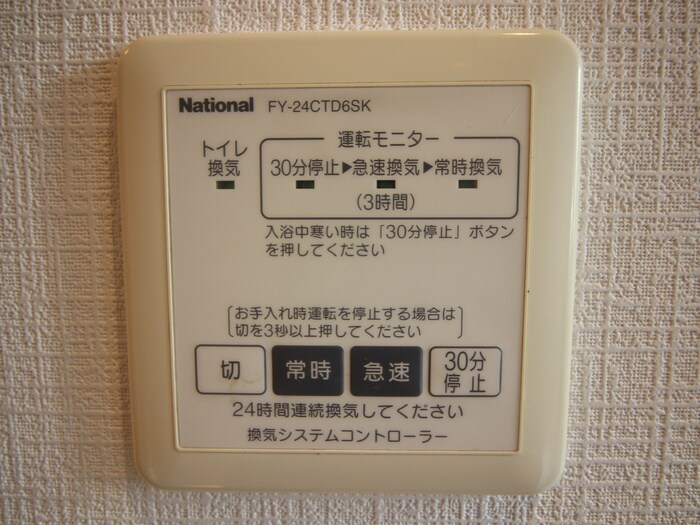 National FY-24CTD6SK
トイレ
換気
運転モニター
30分停止▶急速換気▶常時換気
(3時間)
入浴中寒い時は「30分停止」ボタン
を押してください
お手入れ時運転を停止する場合は
切を3秒以上押してください
切 常時 急速 30分
停止
24時間連続換気してください
換気システムコントローラー